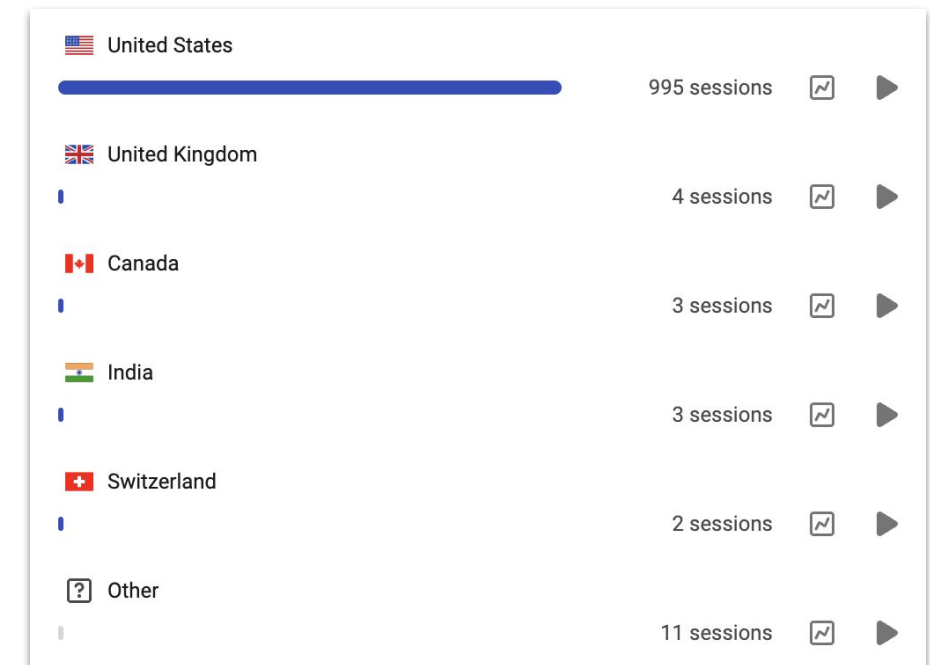 United States
995 sessions
United Kingdom
4 sessions
Canada
3 sessions
India
3 sessions
Switzerland
2 sessions
?
Other
11 sessions